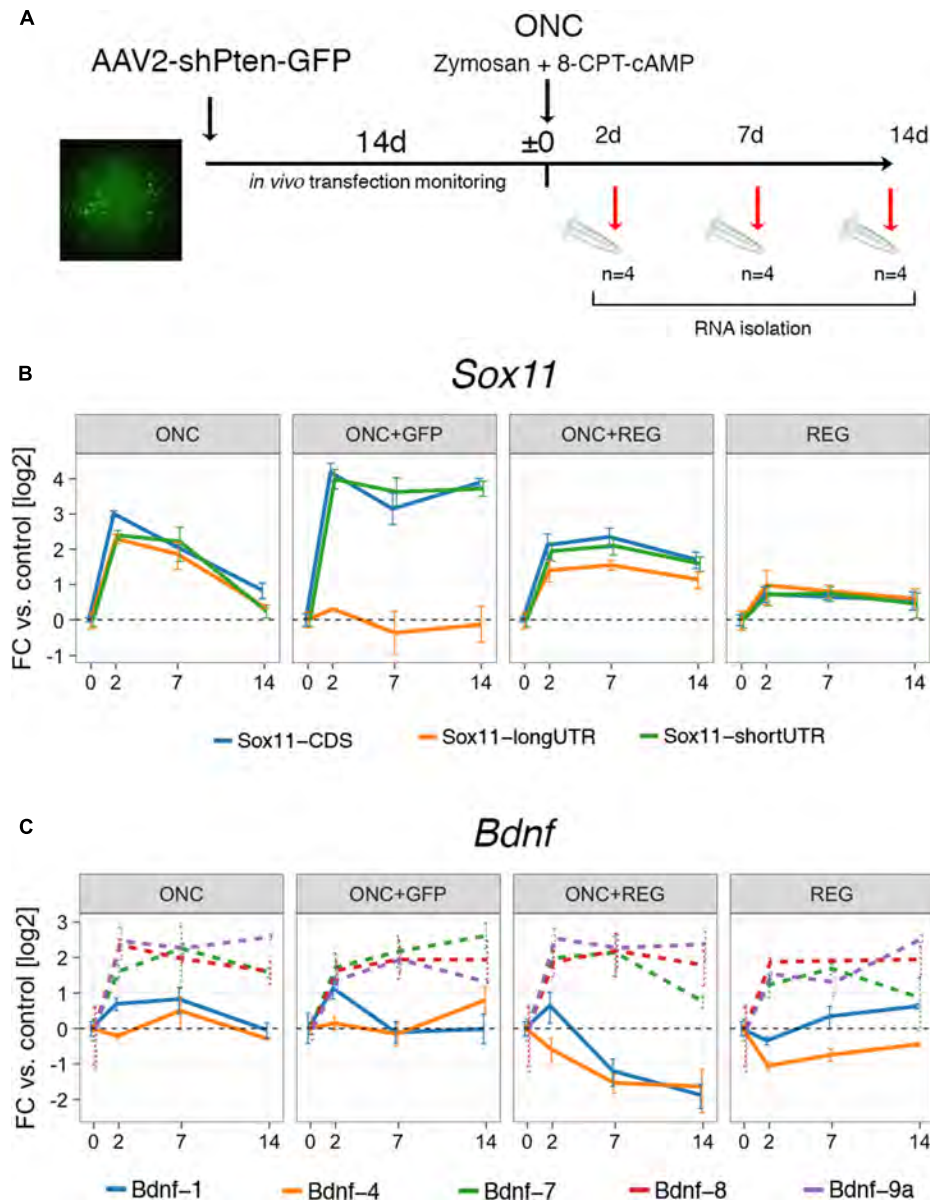 A
AAV2-shPten-GFP
ONC
Zymosan + 8-CPT-cAMP
14d
±0
2d
7d
14d
in vivo transfection monitoring
n=4
n=4
n=4
RNA isolation
B
Sox11
ONC
ONC+GFP
ONC+REG
REG
FC vs. control [log2]
4
3
2
1
0
-1
0 2 7 14
0 2 7 14
0 2 7 14
0 2 7 14
Sox11–CDS
Sox11–longUTR
Sox11–shortUTR
C
Bdnf
ONC
ONC+GFP
ONC+REG
REG
FC vs. control [log2]
3
2
1
0
-1
-2
0 2 7 14
0 2 7 14
0 2 7 14
0 2 7 14
Bdnf–1
Bdnf–4
Bdnf–7
Bdnf–8
Bdnf–9a